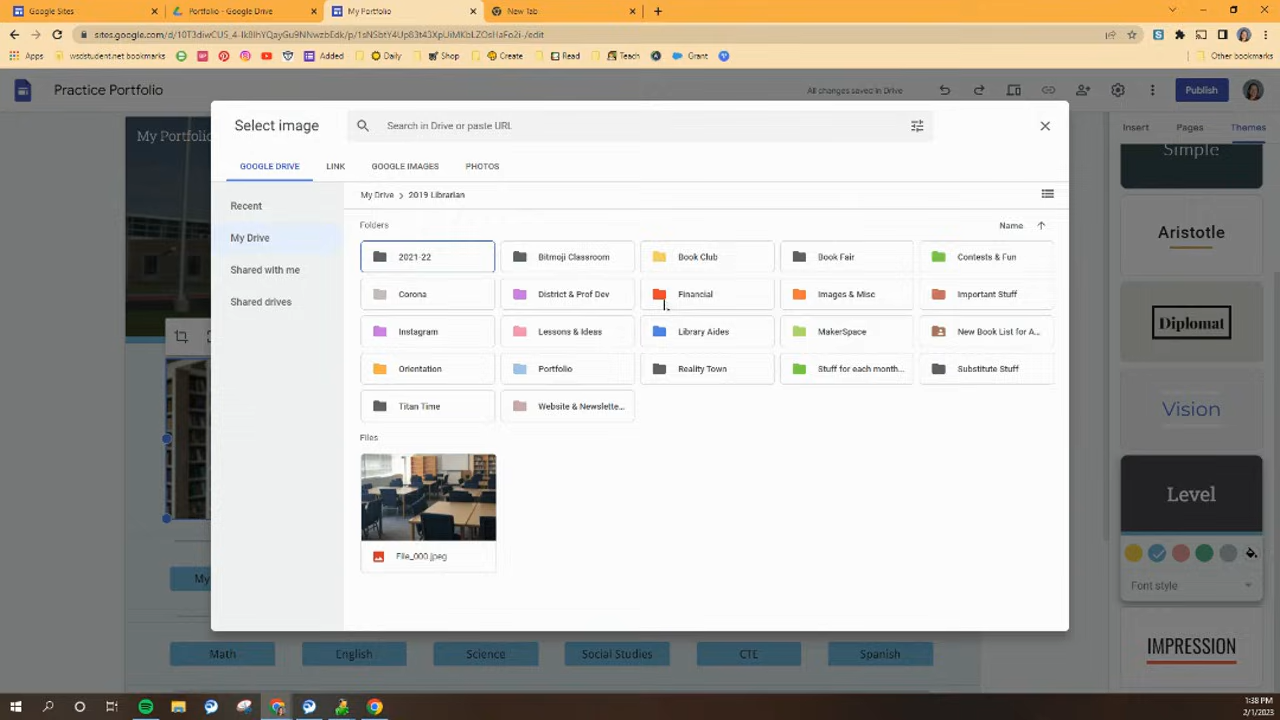 Google Sites
Portfolio - Google Drive
My Portfolio
New Tab
Apps
wsdstudent.net bookmarks
Added
Daily
Shop
Create
Read
Teach
Grant
Other bookmarks
Practice Portfolio
All changes saved in Drive
Publish
My Portfolio
Select image
Search in Drive or paste URL
GOOGLE DRIVE
LINK
GOOGLE IMAGES
PHOTOS
Recent
My Drive
Shared with me
Shared drives
My Drive > 2019 Librarian
Folders
Name
2021-22
Bitmoji Classroom
Book Club
Book Fair
Contests & Fun
Corona
District & Prof Dev
Financial
Images & Misc
Important Stuff
Instagram
Lessons & Ideas
Library Aides
MakerSpace
New Book List for A...
Orientation
Portfolio
Reality Town
Stuff for each month...
Substitute Stuff
Titan Time
Website & Newslette...
Files
File_000.jpeg
Insert
Pages
Themes
Simple
Aristotle
Diplomat
Vision
Level
Font style
IMPRESSION
My
Math
English
Science
Social Studies
CTE
Spanish
1:38 PM
2/1/2023